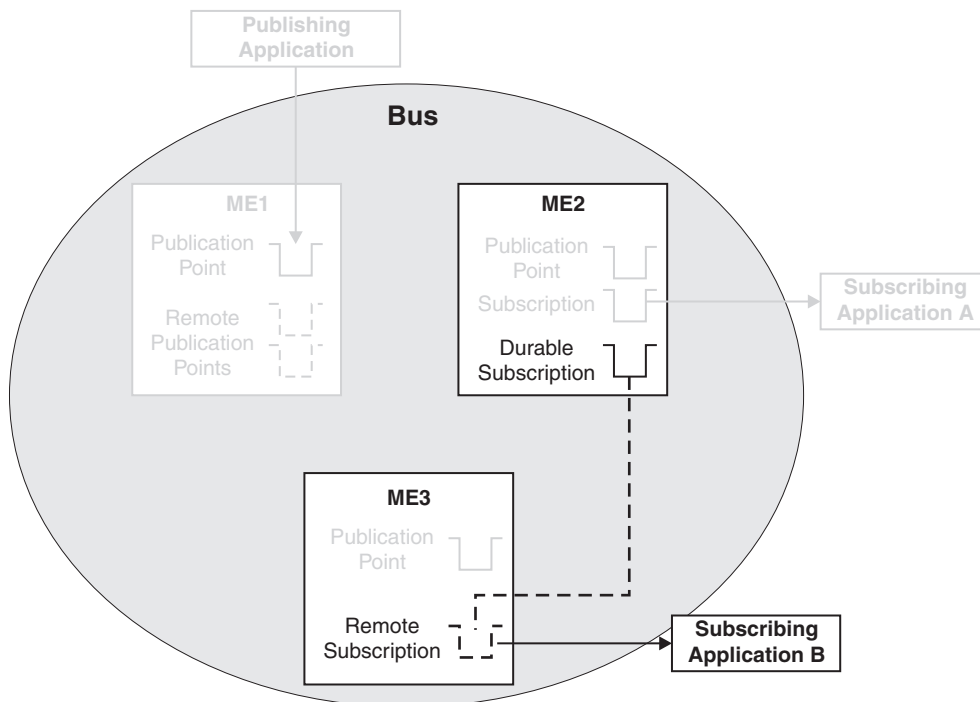 Publishing
Application
Bus
ME1
Publication
Point
Remote
Publication
Points
ME2
Publication
Point
Subscription
Durable
Subscription
Subscribing
Application A
ME3
Publication
Point
Remote
Subscription
Subscribing
Application B